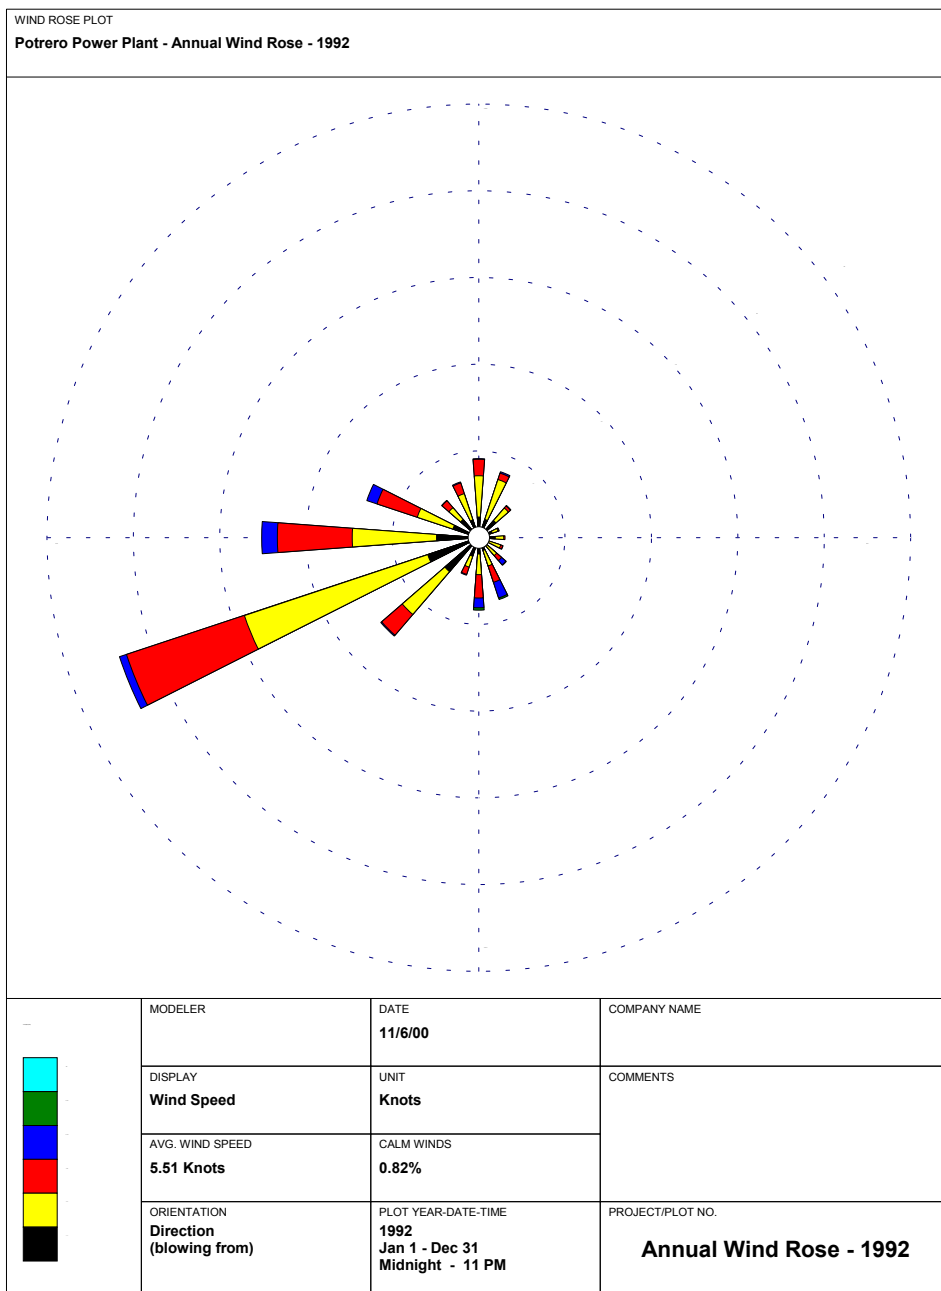 WIND ROSE PLOT
Potrero Power Plant - Annual Wind Rose - 1992
MODELER
DATE
11/6/00
COMPANY NAME
DISPLAY
Wind Speed
UNIT
Knots
COMMENTS
AVG. WIND SPEED
5.51 Knots
CALM WINDS
0.82%
ORIENTATION
Direction
(blowing from)
PLOT YEAR-DATE-TIME
1992
Jan 1 - Dec 31
Midnight - 11 PM
PROJECT/PLOT NO.
Annual Wind Rose - 1992